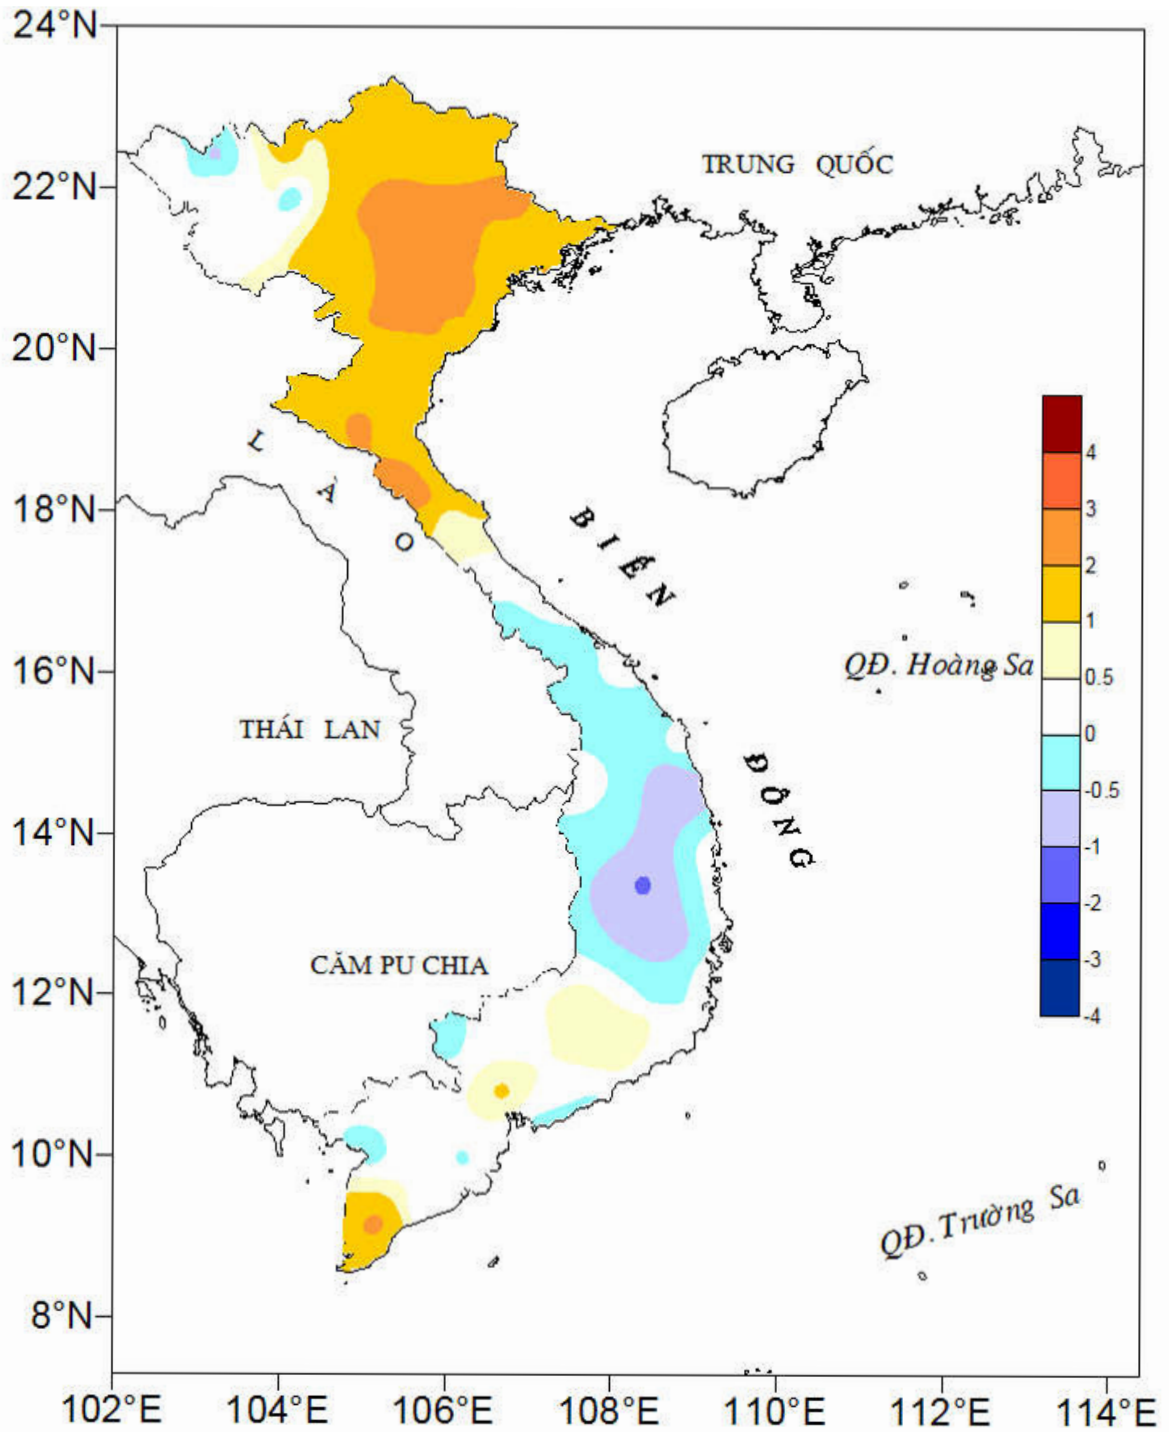 24°N
22°N
20°N
18°N
16°N
14°N
12°N
10°N
8°N
102°E 104°E 106°E 108°E 110°E 112°E 114°E
TRUNG QUỐC
LÀO
BIỂN
ĐÔNG
QĐ. Hoàng Sa
THÁI LAN
CĂM PU CHIA
QĐ. Trường Sa
4
3
2
1
0.5
0
-0.5
-1
-2
-3
-4